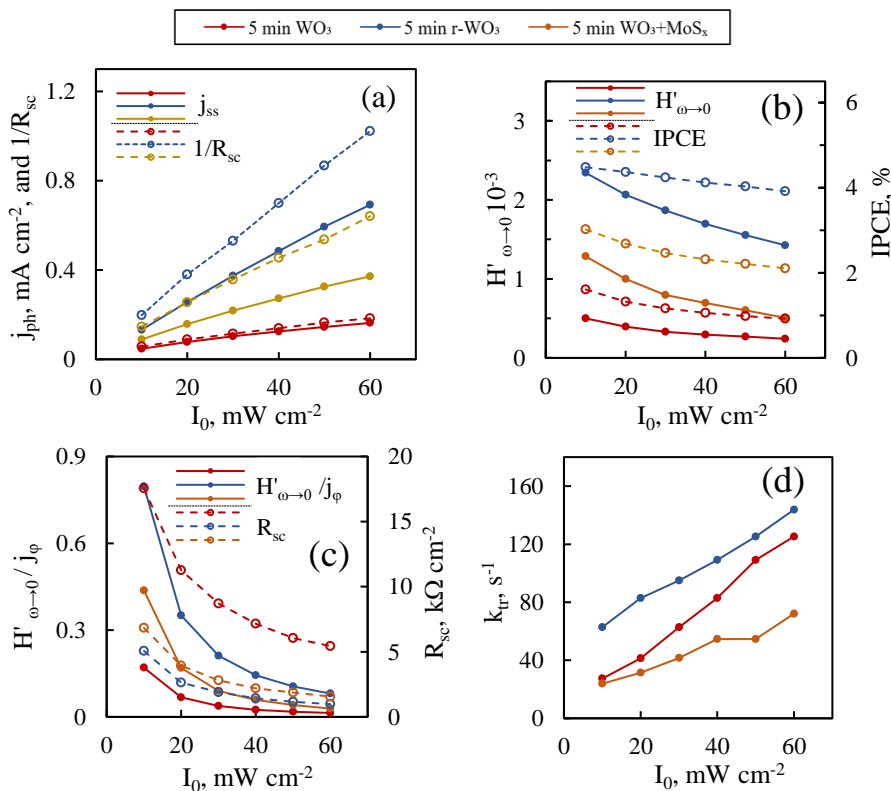 5 min WO₃ 5 min r-WO₃ 5 min WO₃+MoSₓ
(a)
j_ss
1/R_sc
j_ph, mA cm⁻², and 1/R_sc
1.2
0.8
0.4
0
0 20 40 60
I₀, mW cm⁻²
(b)
H'_ω→0
IPCE
H'_ω→0 10⁻³
3
2
1
0
IPCE, %
6
4
2
0
0 20 40 60
I₀, mW cm⁻²
(c)
H'_ω→0 /j_φ
R_sc
H'_ω→0 / j_φ
0.9
0.6
0.3
0
R_sc, kΩ cm⁻²
20
15
10
5
0
0 20 40 60
I₀, mW cm⁻²
(d)
k_tr, s⁻¹
160
120
80
40
0
0 20 40 60
I₀, mW cm⁻²